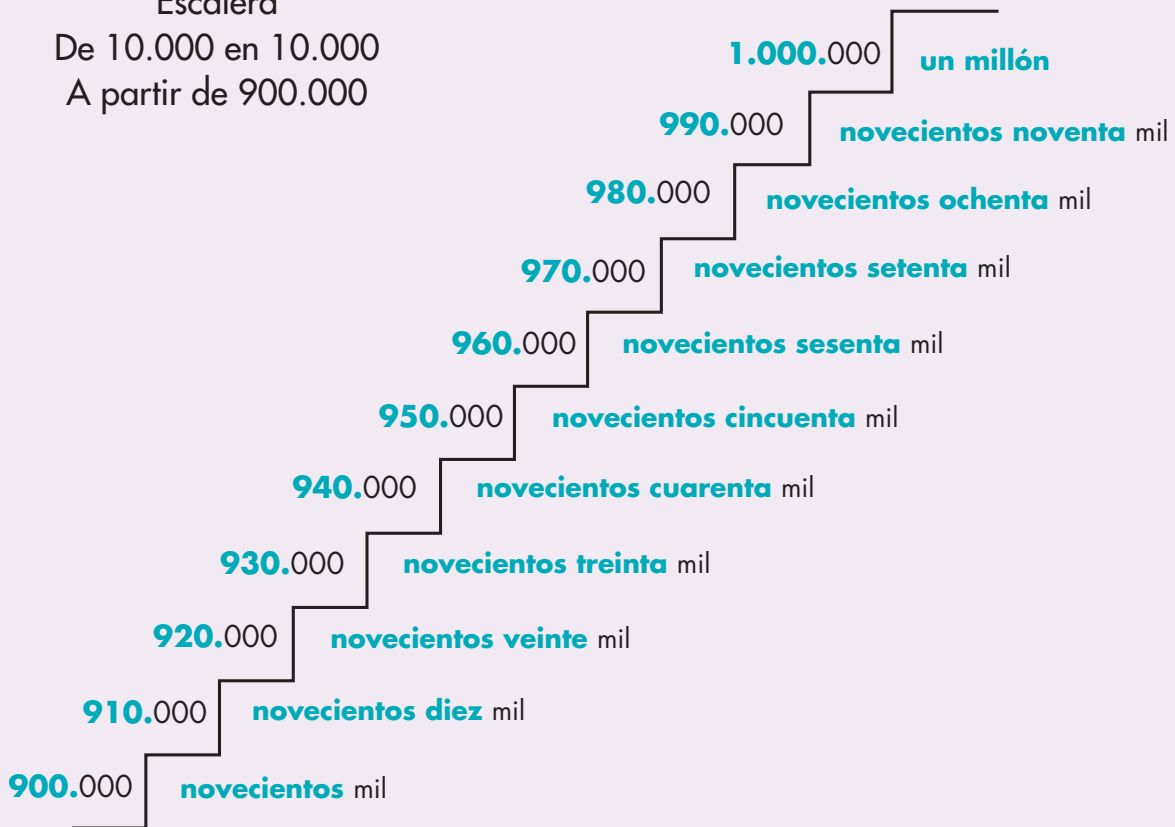 Escalera
De 10.000 en 10.000
A partir de 900.000
1.000.000 un millón
990.000 novecientos noventa mil
980.000 novecientos ochenta mil
970.000 novecientos setenta mil
960.000 novecientos sesenta mil
950.000 novecientos cincuenta mil
940.000 novecientos cuarenta mil
930.000 novecientos treinta mil
920.000 novecientos veinte mil
910.000 novecientos diez mil
900.000 novecientos mil